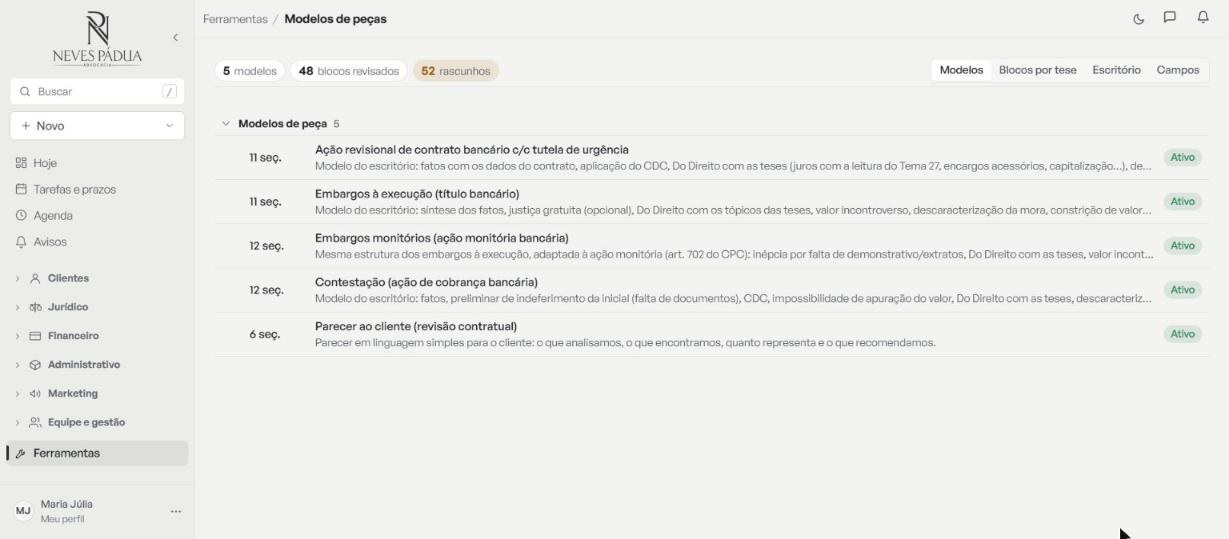 NEVES PÁDUA
ADVOCACIA
Buscar /
+ Novo
Hoje
Tarefas e prazos
Agenda
Avisos
Clientes
Jurídico
Financeiro
Administrativo
Marketing
Equipe e gestão
Ferramentas
MJ
Maria Júlia
Meu perfil
...
Ferramentas / Modelos de peças
5 modelos
48 blocos revisados
52 rascunhos
Modelos
Blocos por tese
Escritório
Campos
Modelos de peça 5
11 seç.
Ação revisional de contrato bancário c/c tutela de urgência
Modelo do escritório: fatos com os dados do contrato, aplicação do CDC, Do Direito com as teses (juros com a leitura do Tema 27, encargos acessórios, capitalização...), de...
Ativo
11 seç.
Embargos à execução (título bancário)
Modelo do escritório: síntese dos fatos, justiça gratuita (opcional), Do Direito com os tópicos das teses, valor incontroverso, descaracterização da mora, constrição de valor...
Ativo
12 seç.
Embargos monitórios (ação monitória bancária)
Mesma estrutura dos embargos à execução, adaptada à ação monitória (art. 702 do CPC): inépcia por falta de demonstrativo/extratos, Do Direito com as teses, valor incont...
Ativo
12 seç.
Contestação (ação de cobrança bancária)
Modelo do escritório: fatos, preliminar de indeferimento da inicial (falta de documentos), CDC, impossibilidade de apuração do valor, Do Direito com as teses, descaracteriz...
Ativo
6 seç.
Parecer ao cliente (revisão contratual)
Parecer em linguagem simples para o cliente: o que analisamos, o que encontramos, quanto representa e o que recomendamos.
Ativo